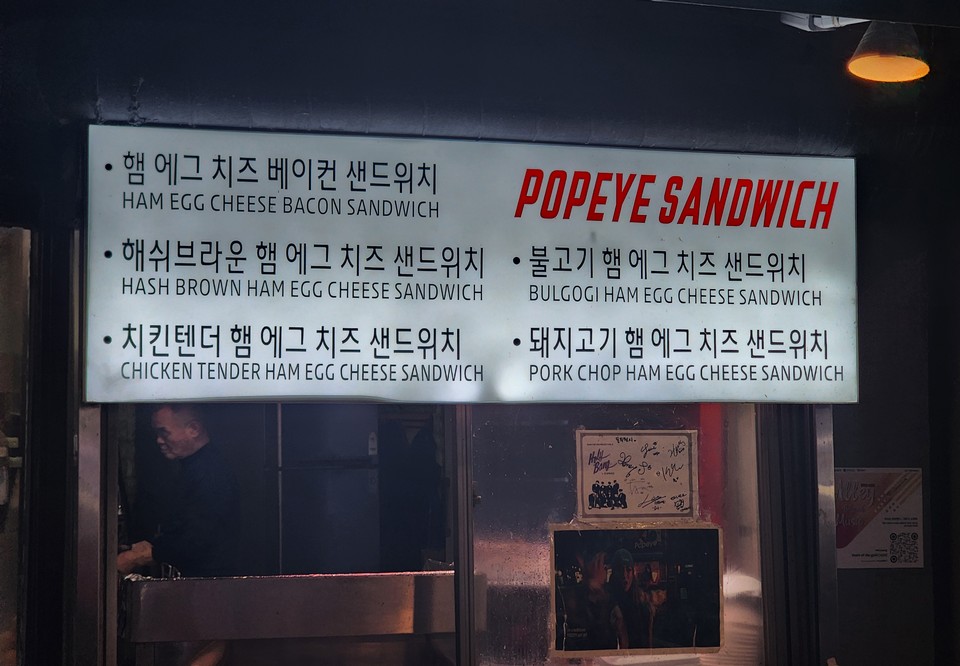 • 햄 에그 치즈 베이컨 샌드위치
HAM EGG CHEESE BACON SANDWICH
• 해쉬브라운 햄 에그 치즈 샌드위치
HASH BROWN HAM EGG CHEESE SANDWICH
• 치킨텐더 햄 에그 치즈 샌드위치
CHICKEN TENDER HAM EGG CHEESE SANDWICH
POPEYE SANDWICH
• 불고기 햄 에그 치즈 샌드위치
BULGOGI HAM EGG CHEESE SANDWICH
• 돼지고기 햄 에그 치즈 샌드위치
PORK CHOP HAM EGG CHEESE SANDWICH